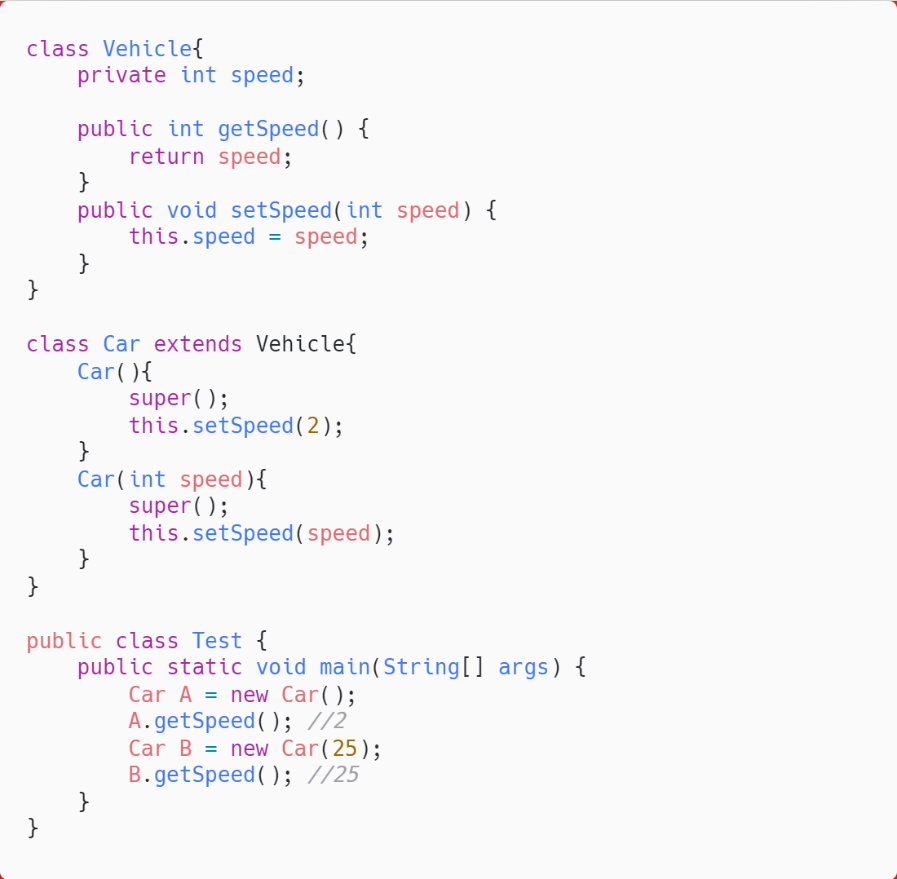 class Vehicle{
    private int speed;

    public int getSpeed() {
        return speed;
    }
    public void setSpeed(int speed) {
        this.speed = speed;
    }
}

class Car extends Vehicle{
    Car(){
        super();
        this.setSpeed(2);
    }
    Car(int speed){
        super();
        this.setSpeed(speed);
    }
}

public class Test {
    public static void main(String[] args) {
        Car A = new Car();
        A.getSpeed(); //2
        Car B = new Car(25);
        B.getSpeed(); //25
    }
}